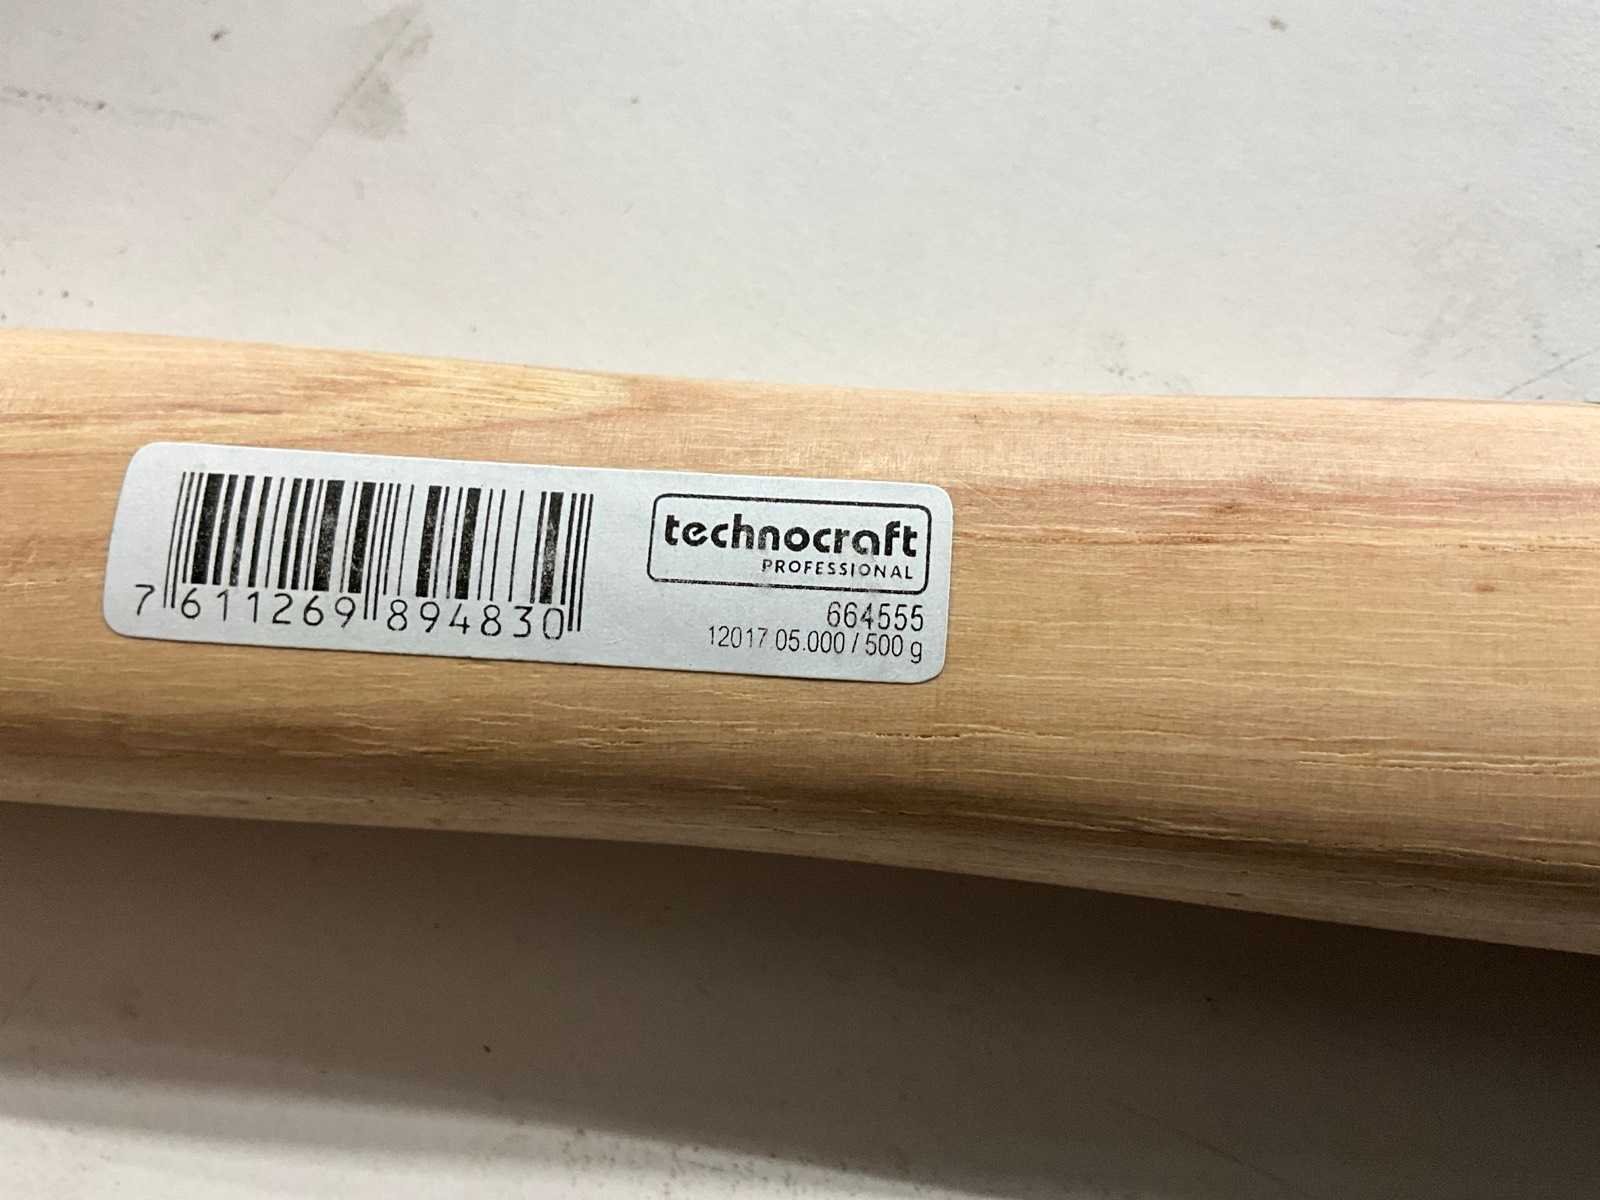 7 611269 894830
technocraft
PROFESSIONAL
664555
12017.05.000 / 500 g